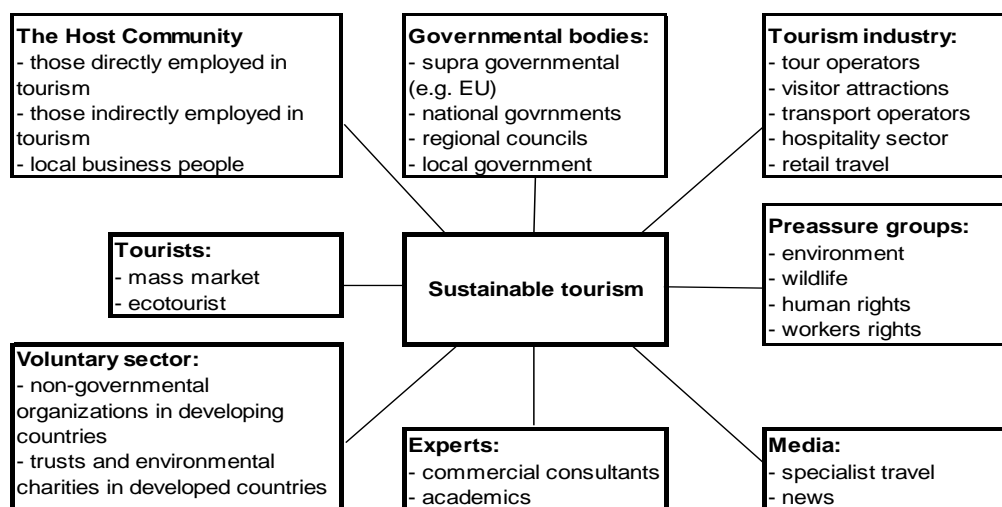 The Host Community
- those directly employed in
tourism
- those indirectly employed in
tourism
- local business people
Governmental bodies:
- supra governmental
(e.g. EU)
- national govrnments
- regional councils
- local government
Tourism industry:
- tour operators
- visitor attractions
- transport operators
- hospitality sector
- retail travel
Tourists:
- mass market
- ecotourist
Sustainable tourism
Preassure groups:
- environment
- wildlife
- human rights
- workers rights
Voluntary sector:
- non-governmental
organizations in developing
countries
- trusts and environmental
charities in developed countries
Experts:
- commercial consultants
- academics
Media:
- specialist travel
- news